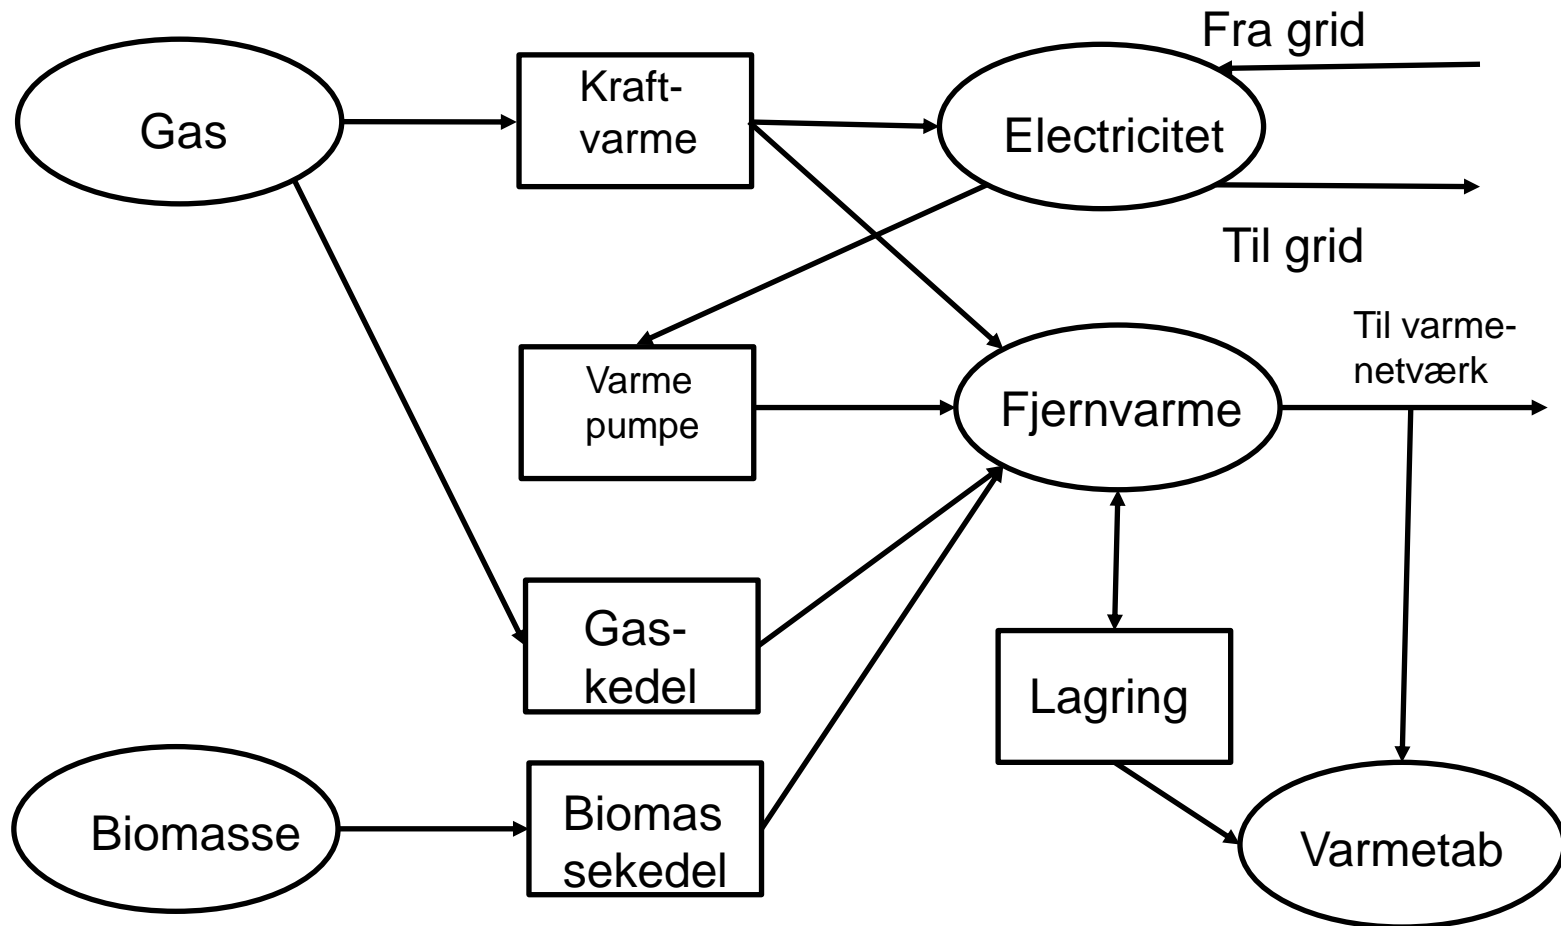 Fra grid
Kraft-
varme
Gas
Electricitet
Til grid
Til varme-
netværk
Varme
pumpe
Fjernvarme
Gas-
kedel
Lagring
Biomasse
Biomas
sekedel
Varmetab